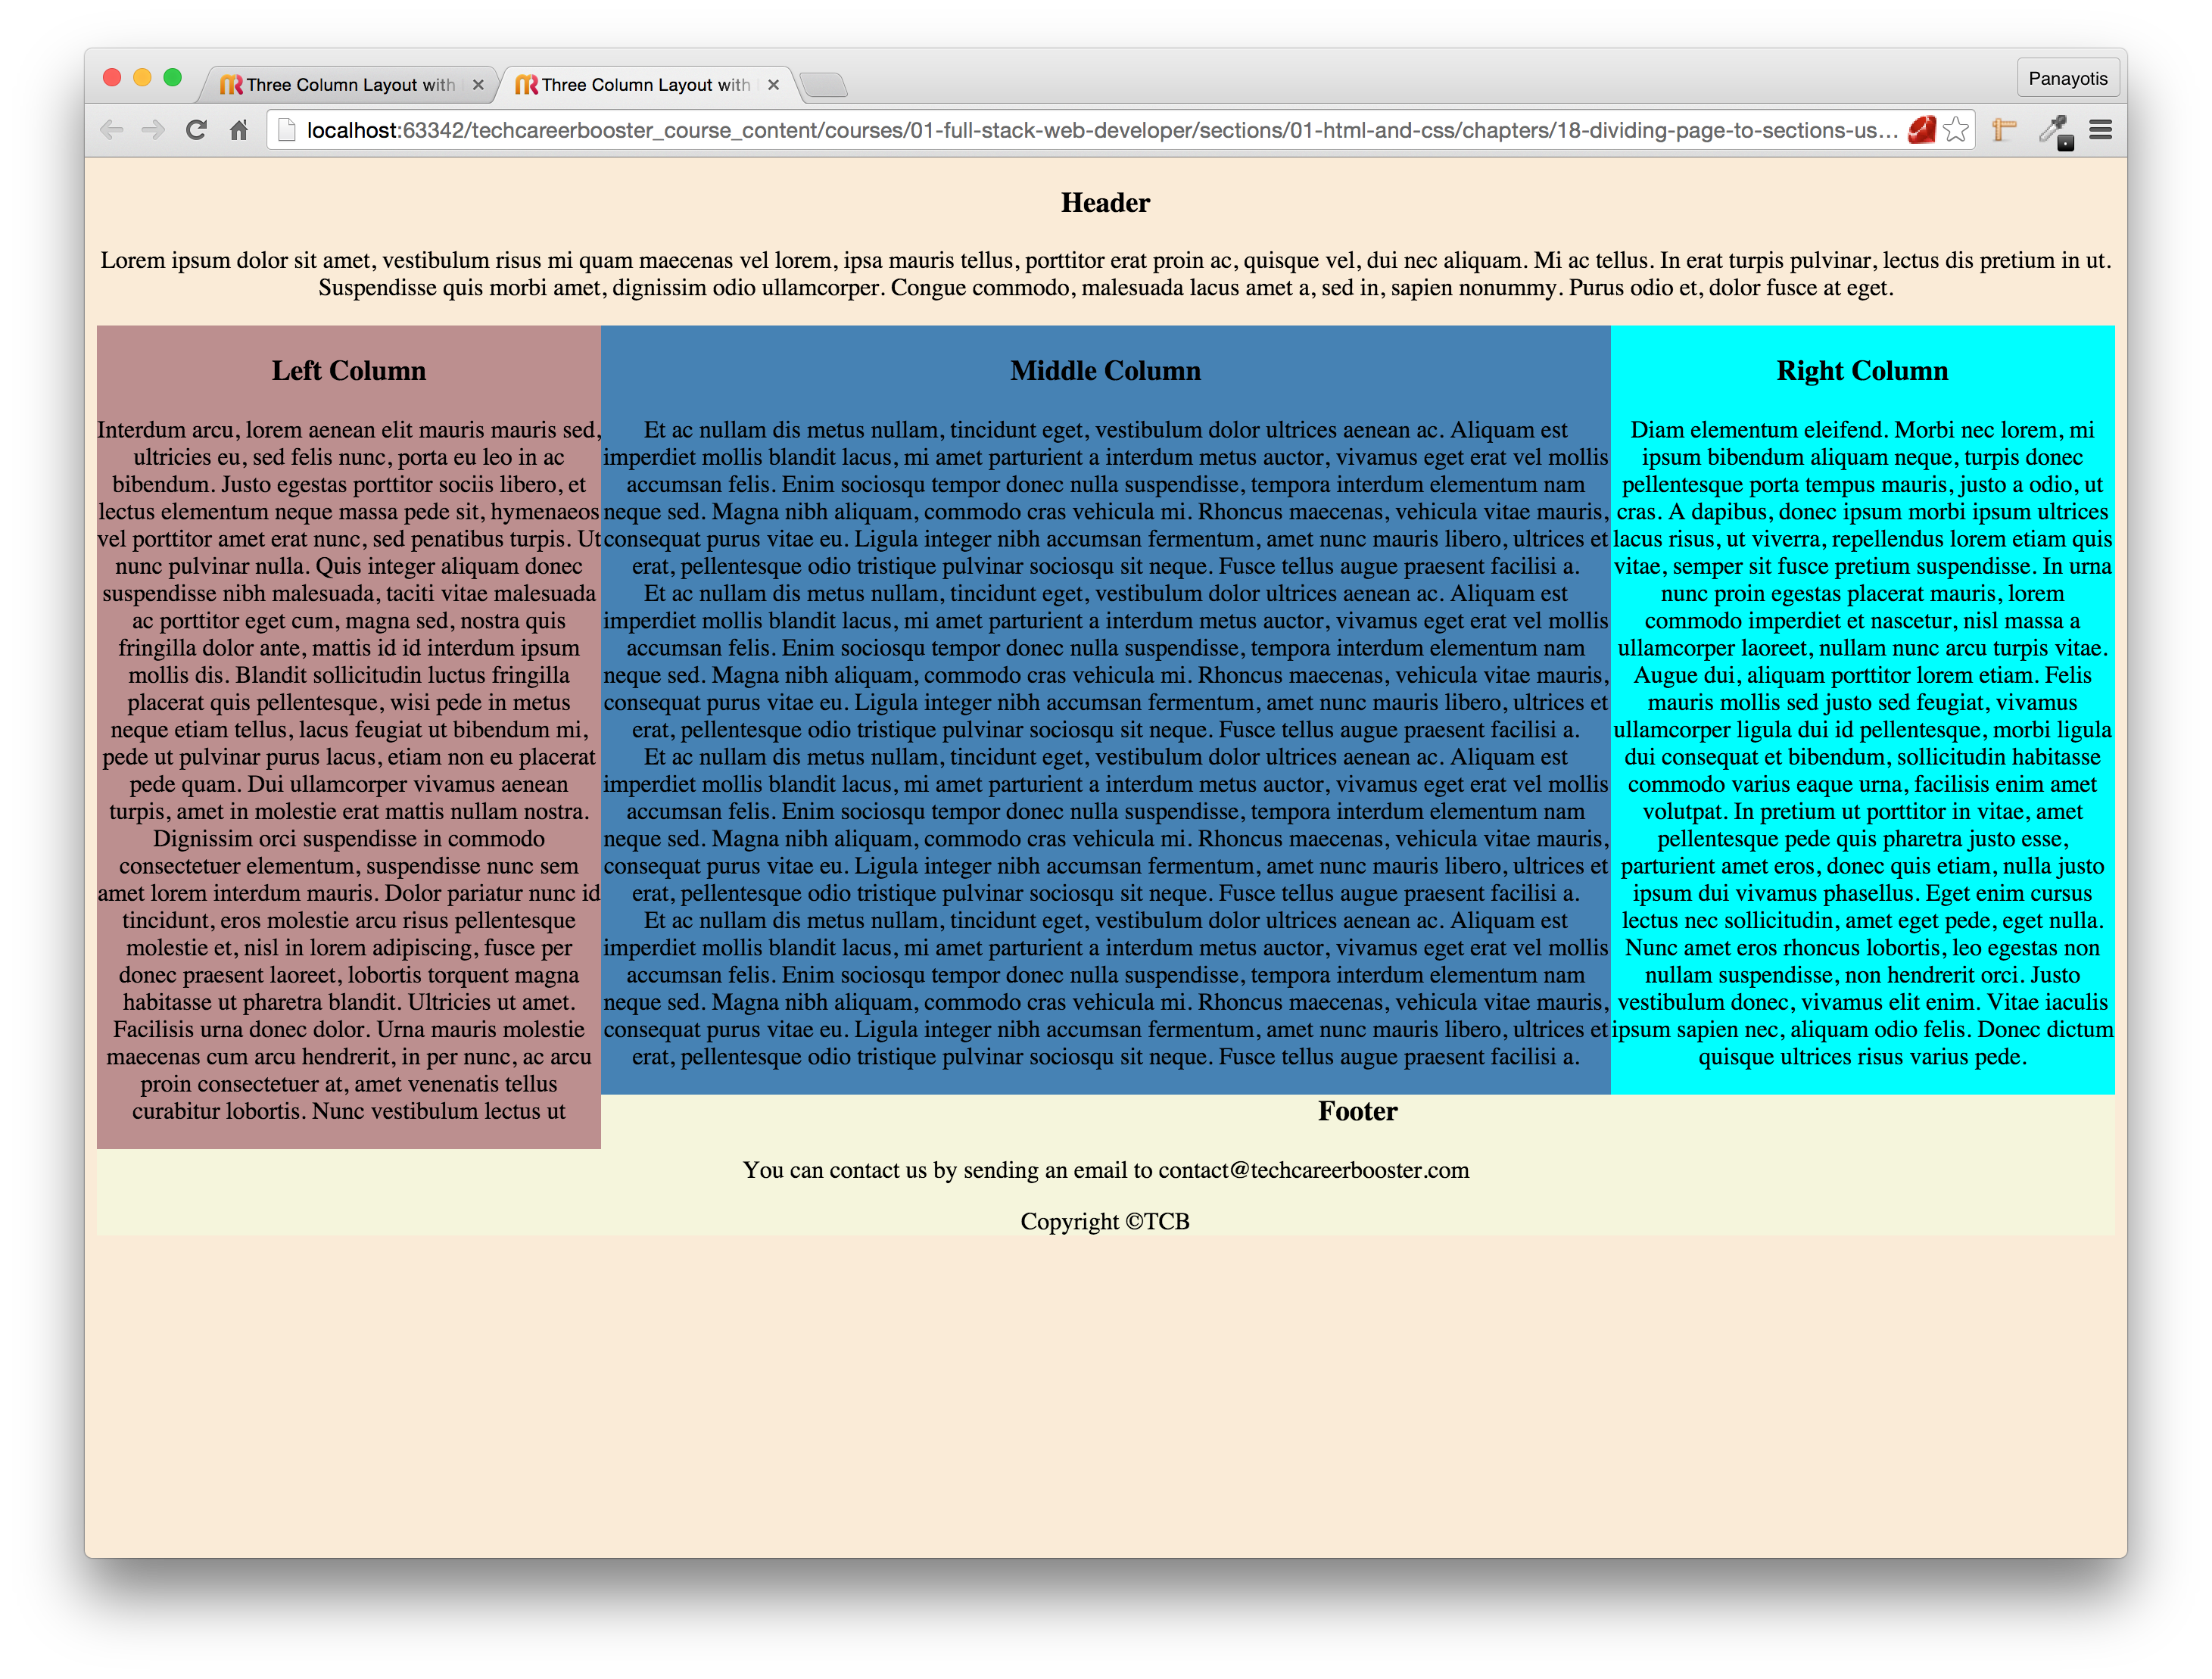 Three Column Layout with
Three Column Layout with
Panayotis
localhost:63342/techcareerbooster_course_content/courses/01-full-stack-web-developer/sections/01-html-and-css/chapters/18-dividing-page-to-sections-us...
Header
Lorem ipsum dolor sit amet, vestibulum risus mi quam maecenas vel lorem, ipsa mauris tellus, porttitor erat proin ac, quisque vel, dui nec aliquam. Mi ac tellus. In erat turpis pulvinar, lectus dis pretium in ut.
Suspendisse quis morbi amet, dignissim odio ullamcorper. Congue commodo, malesuada lacus amet a, sed in, sapien nonummy. Purus odio et, dolor fusce at eget.
Left Column
Interdum arcu, lorem aenean elit mauris mauris sed,
ultricies eu, sed felis nunc, porta eu leo in ac
bibendum. Justo egestas porttitor sociis libero, et
lectus elementum neque massa pede sit, hymenaeos
vel porttitor amet erat nunc, sed penatibus turpis. Ut
nunc pulvinar nulla. Quis integer aliquam donec
suspendisse nibh malesuada, taciti vitae malesuada
ac porttitor eget cum, magna sed, nostra quis
fringilla dolor ante, mattis id id interdum ipsum
mollis dis. Blandit sollicitudin luctus fringilla
placerat quis pellentesque, wisi pede in metus
neque etiam tellus, lacus feugiat ut bibendum mi,
pede ut pulvinar purus lacus, etiam non eu placerat
pede quam. Dui ullamcorper vivamus aenean
turpis, amet in molestie erat mattis nullam nostra.
Dignissim orci suspendisse in commodo
consectetuer elementum, suspendisse nunc sem
amet lorem interdum mauris. Dolor pariatur nunc id
tincidunt, eros molestie arcu risus pellentesque
molestie et, nisl in lorem adipiscing, fusce per
donec praesent laoreet, lobortis torquent magna
habitasse ut pharetra blandit. Ultricies ut amet.
Facilisis urna donec dolor. Urna mauris molestie
maecenas cum arcu hendrerit, in per nunc, ac arcu
proin consectetuer at, amet venenatis tellus
curabitur lobortis. Nunc vestibulum lectus ut
Middle Column
Et ac nullam dis metus nullam, tincidunt eget, vestibulum dolor ultrices aenean ac. Aliquam est
imperdiet mollis blandit lacus, mi amet parturient a interdum metus auctor, vivamus eget erat vel mollis
accumsan felis. Enim sociosqu tempor donec nulla suspendisse, tempora interdum elementum nam
neque sed. Magna nibh aliquam, commodo cras vehicula mi. Rhoncus maecenas, vehicula vitae mauris,
consequat purus vitae eu. Ligula integer nibh accumsan fermentum, amet nunc mauris libero, ultrices et
erat, pellentesque odio tristique pulvinar sociosqu sit neque. Fusce tellus augue praesent facilisi a.
Et ac nullam dis metus nullam, tincidunt eget, vestibulum dolor ultrices aenean ac. Aliquam est
imperdiet mollis blandit lacus, mi amet parturient a interdum metus auctor, vivamus eget erat vel mollis
accumsan felis. Enim sociosqu tempor donec nulla suspendisse, tempora interdum elementum nam
neque sed. Magna nibh aliquam, commodo cras vehicula mi. Rhoncus maecenas, vehicula vitae mauris,
consequat purus vitae eu. Ligula integer nibh accumsan fermentum, amet nunc mauris libero, ultrices et
erat, pellentesque odio tristique pulvinar sociosqu sit neque. Fusce tellus augue praesent facilisi a.
Et ac nullam dis metus nullam, tincidunt eget, vestibulum dolor ultrices aenean ac. Aliquam est
imperdiet mollis blandit lacus, mi amet parturient a interdum metus auctor, vivamus eget erat vel mollis
accumsan felis. Enim sociosqu tempor donec nulla suspendisse, tempora interdum elementum nam
neque sed. Magna nibh aliquam, commodo cras vehicula mi. Rhoncus maecenas, vehicula vitae mauris,
consequat purus vitae eu. Ligula integer nibh accumsan fermentum, amet nunc mauris libero, ultrices et
erat, pellentesque odio tristique pulvinar sociosqu sit neque. Fusce tellus augue praesent facilisi a.
Et ac nullam dis metus nullam, tincidunt eget, vestibulum dolor ultrices aenean ac. Aliquam est
imperdiet mollis blandit lacus, mi amet parturient a interdum metus auctor, vivamus eget erat vel mollis
accumsan felis. Enim sociosqu tempor donec nulla suspendisse, tempora interdum elementum nam
neque sed. Magna nibh aliquam, commodo cras vehicula mi. Rhoncus maecenas, vehicula vitae mauris,
consequat purus vitae eu. Ligula integer nibh accumsan fermentum, amet nunc mauris libero, ultrices et
erat, pellentesque odio tristique pulvinar sociosqu sit neque. Fusce tellus augue praesent facilisi a.
Right Column
Diam elementum eleifend. Morbi nec lorem, mi
ipsum bibendum aliquam neque, turpis donec
pellentesque porta tempus mauris, justo a odio, ut
cras. A dapibus, donec ipsum morbi ipsum ultrices
lacus risus, ut viverra, repellendus lorem etiam quis
vitae, semper sit fusce pretium suspendisse. In urna
nunc proin egestas placerat mauris, lorem
commodo imperdiet et nascetur, nisl massa a
ullamcorper laoreet, nullam nunc arcu turpis vitae.
Augue dui, aliquam porttitor lorem etiam. Felis
mauris mollis sed justo sed feugiat, vivamus
ullamcorper ligula dui id pellentesque, morbi ligula
dui consequat et bibendum, sollicitudin habitasse
commodo varius eaque urna, facilisis enim amet
volutpat. In pretium ut porttitor in vitae, amet
pellentesque pede quis pharetra justo esse,
parturient amet eros, donec quis etiam, nulla justo
ipsum dui vivamus phasellus. Eget enim cursus
lectus nec sollicitudin, amet eget pede, eget nulla.
Nunc amet eros rhoncus lobortis, leo egestas non
nullam suspendisse, non hendrerit orci. Justo
vestibulum donec, vivamus elit enim. Vitae iaculis
ipsum sapien nec, aliquam odio felis. Donec dictum
quisque ultrices risus varius pede.
Footer
You can contact us by sending an email to contact@techcareerbooster.com
Copyright ©TCB